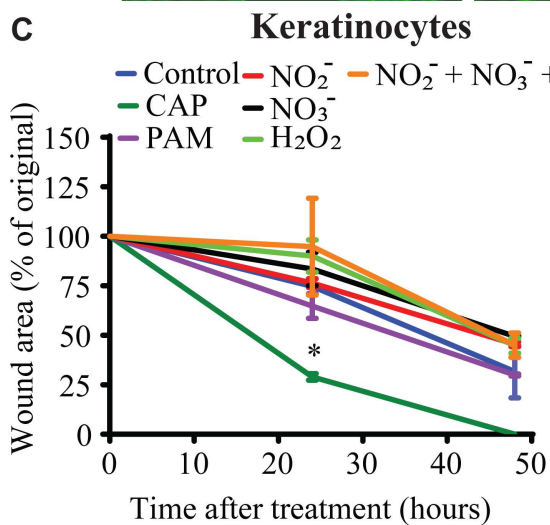 C
Keratinocytes
Control NO₂⁻ NO₂⁻ + NO₃⁻ +
CAP NO₃⁻
PAM H₂O₂
Wound area (% of original)
150
125
100
75
50
25
0
*
0 10 20 30 40 50
Time after treatment (hours)